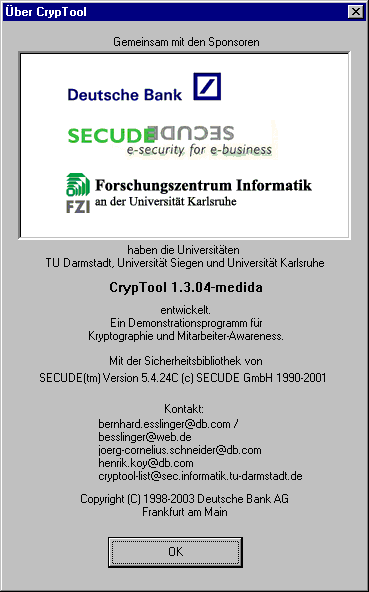 Über CrypTool
Gemeinsam mit den Sponsoren
Deutsche Bank
SECUDE SECUDE
e-security for e-business
Forschungszentrum Informatik
FZI an der Universität Karlsruhe
haben die Universitäten
TU Darmstadt, Universität Siegen und Universität Karlsruhe
CrypTool 1.3.04-medida
entwickelt.
Ein Demonstrationsprogramm für
Kryptographie und Mitarbeiter-Awareness.
Mit der Sicherheitsbibliothek von
SECUDE(tm) Version 5.4.24C (c) SECUDE GmbH 1990-2001
Kontakt:
bernhard.esslinger@db.com /
besslinger@web.de
joerg-cornelius.schneider@db.com
henrik.koy@db.com
cryptool-list@sec.informatik.tu-darmstadt.de
Copyright (C) 1998-2003 Deutsche Bank AG
Frankfurt am Main
OK